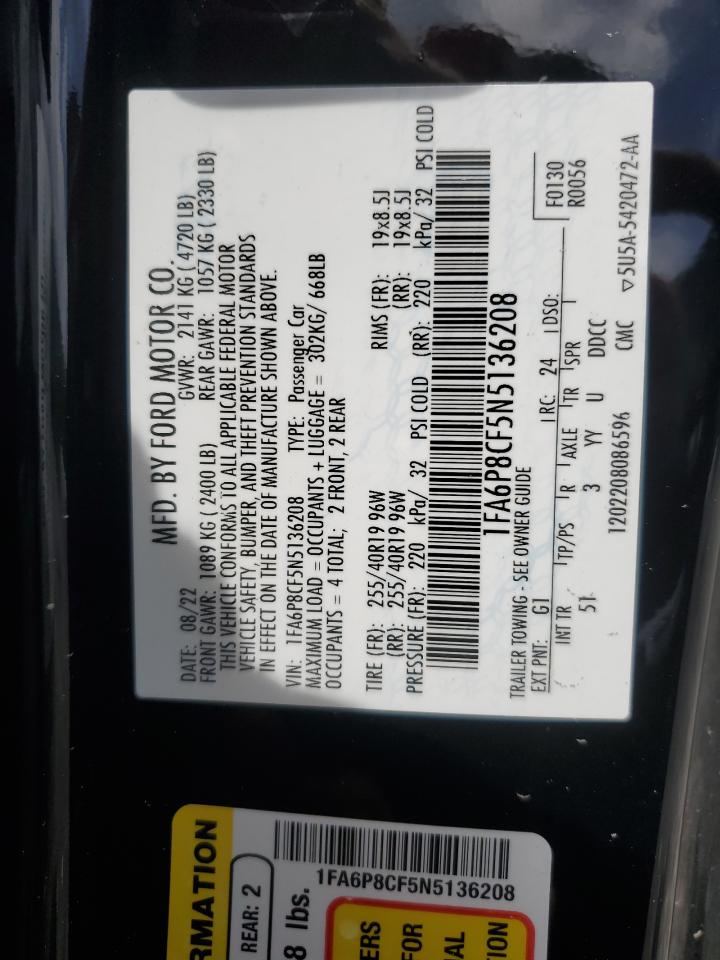 MFD. BY FORD MOTOR CO.
DATE: 08/22 GVWR: 2141 KG ( 4720 LB)
FRONT GAWR: 1089 KG ( 2400 LB) REAR GAWR: 1057 KG ( 2330 LB)
THIS VEHICLE CONFORMS TO ALL APPLICABLE FEDERAL MOTOR
VEHICLE SAFETY, BUMPER, AND THEFT PREVENTION STANDARDS
IN EFFECT ON THE DATE OF MANUFACTURE SHOWN ABOVE.
VIN: 1FA6P8CF5N5136208 TYPE: Passenger Car
MAXIMUM LOAD = OCCUPANTS + LUGGAGE = 302KG/ 668LB
OCCUPANTS = 4 TOTAL; 2 FRONT, 2 REAR
TIRE (FR): 255/40R19 96W RIMS (FR): 19x8.5J
(RR): 255/40R19 96W (RR): 19x8.5J
PRESSURE (FR): 220 kPa/ 32 PSI COLD (RR): 220 kPa/ 32 PSI COLD
1FA6P8CF5N5136208
TRAILER TOWING - SEE OWNER GUIDE
EXT PNT: G1 RC: 24 DSO: F0130
R0056
INT TR TP/PS R AXLE TR SPR
51 3 YY U DDCC
1202208086596 CMC ▽5U5A-5420472-AA
RMATION
REAR: 2
8 lbs.
1FA6P8CF5N5136208
ERS
FOR
AL
ION